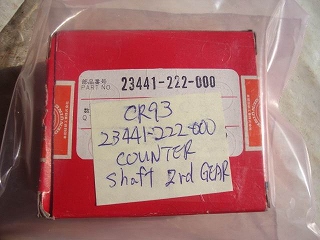 部品番号
PART NO. 23441-222-000
CR93
23441-222-000
COUNTER
Shaft 2rd GEAR